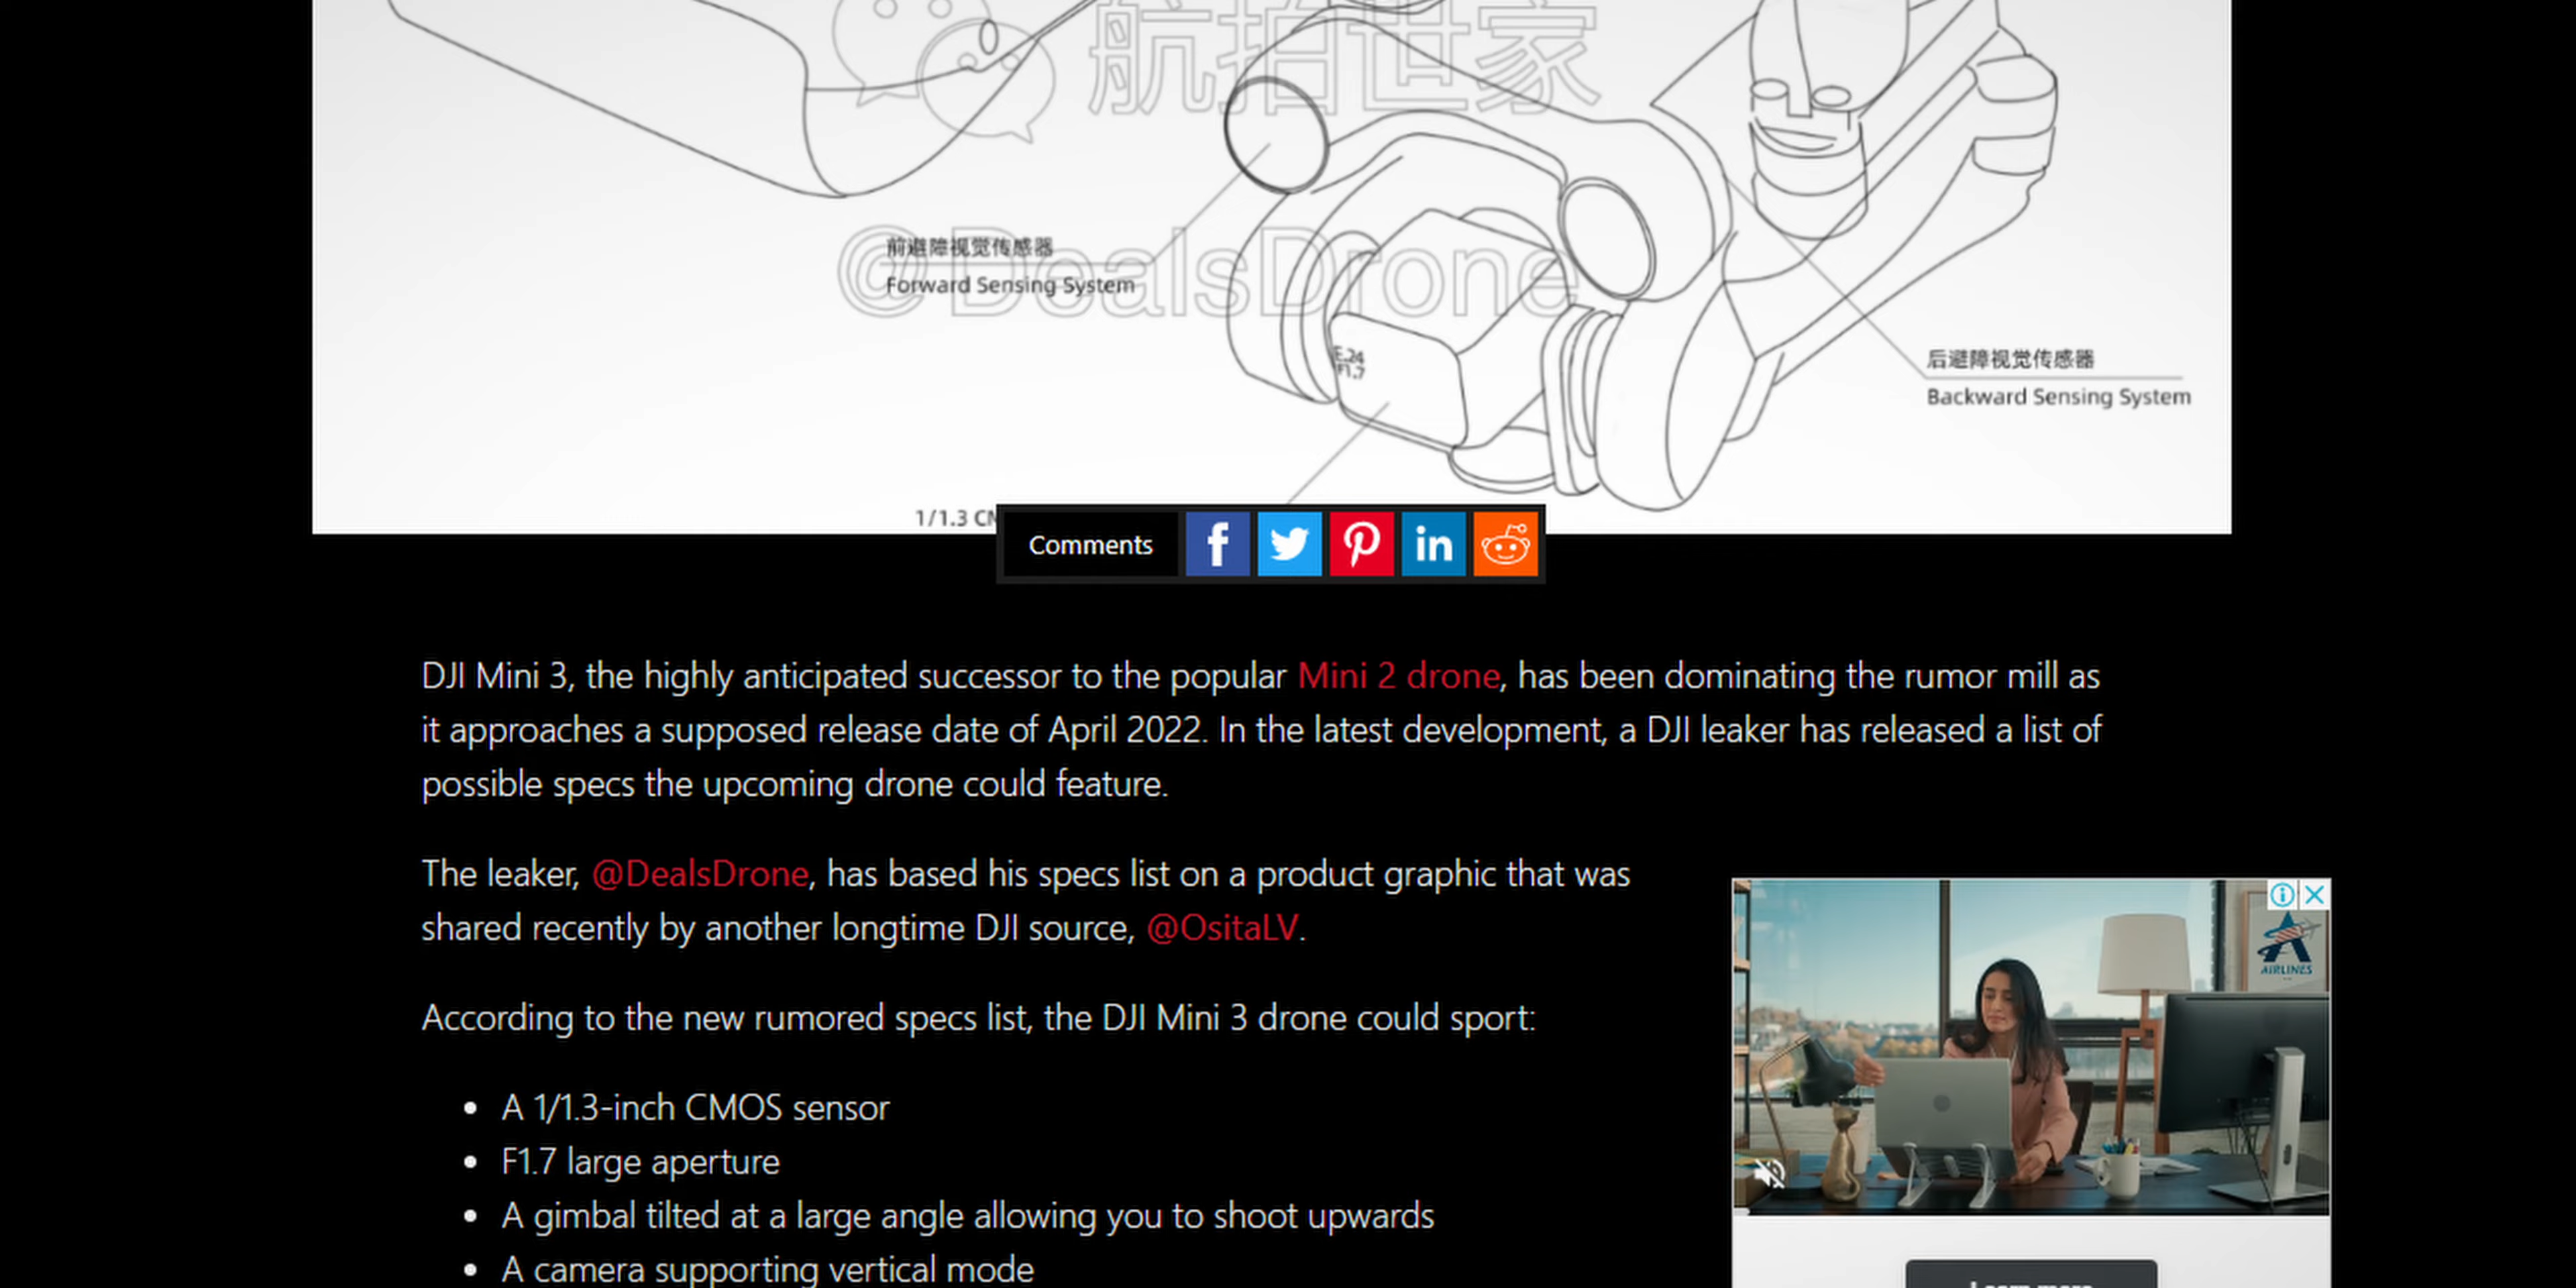 航拍世家
前避障视觉传感器
@DealsDrone
Forward Sensing System
E.24
F1.7
后避障视觉传感器
Backward Sensing System
1/1.3
Comments
DJI Mini 3, the highly anticipated successor to the popular Mini 2 drone, has been dominating the rumor mill as
it approaches a supposed release date of April 2022. In the latest development, a DJI leaker has released a list of
possible specs the upcoming drone could feature.
The leaker, @DealsDrone, has based his specs list on a product graphic that was
shared recently by another longtime DJI source, @OsitaLV.
AIRLINES
According to the new rumored specs list, the DJI Mini 3 drone could sport:
• A 1/1.3-inch CMOS sensor
• F1.7 large aperture
• A gimbal tilted at a large angle allowing you to shoot upwards
• A camera supporting vertical mode
Learn more